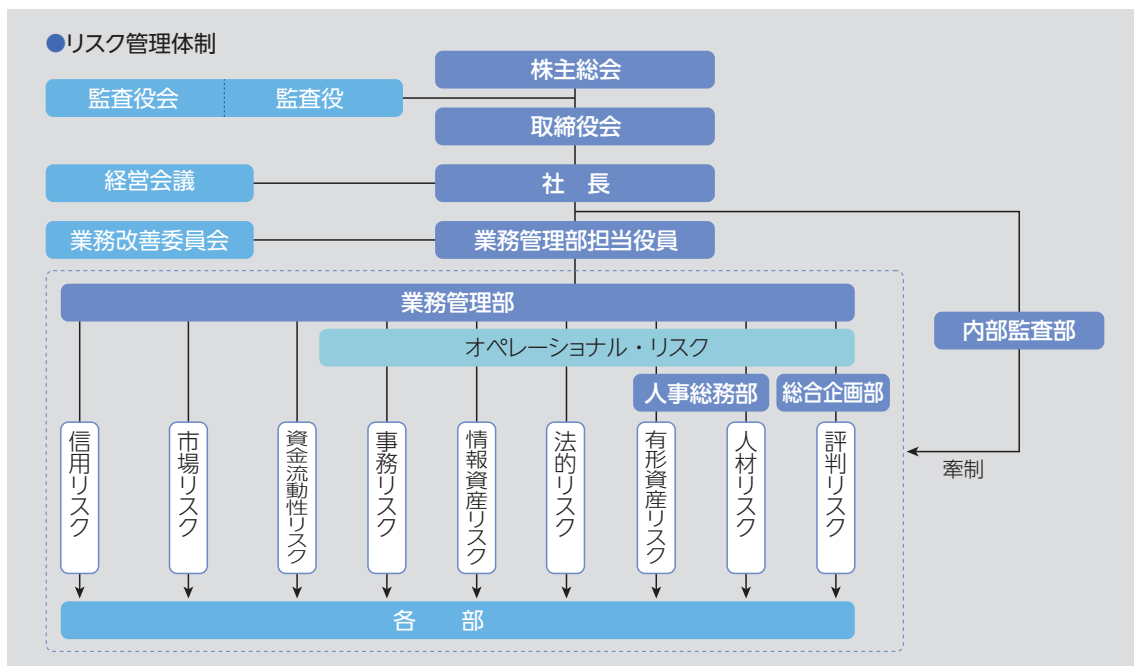 ●リスク管理体制
株主総会
監査役会 監査役
取締役会
経営会議
社 長
業務改善委員会
業務管理部担当役員
業務管理部
内部監査部
オペレーショナル・リスク
人事総務部
総合企画部
信用リスク
市場リスク
資金流動性リスク
事務リスク
情報資産リスク
法的リスク
有形資産リスク
人材リスク
評判リスク
牽制
各 部